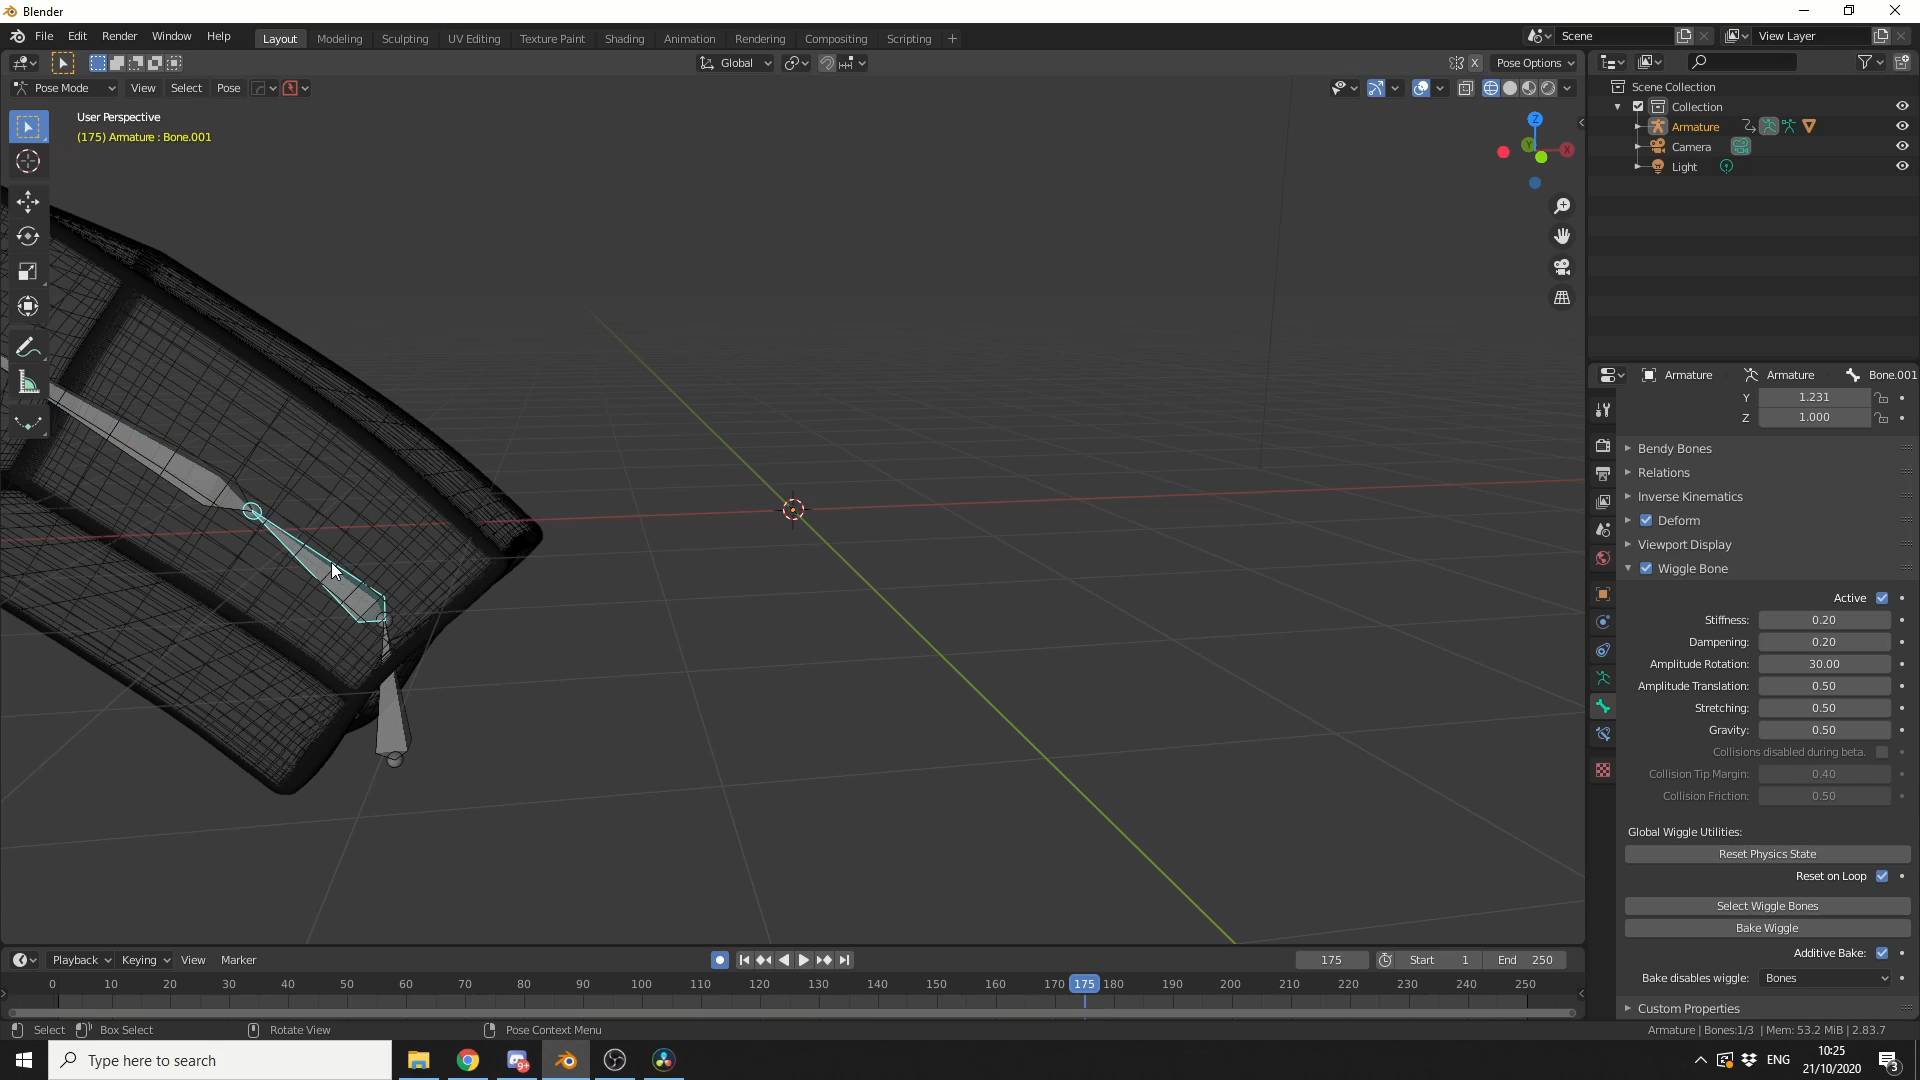 Blender
File Edit Render Window Help Layout Modeling Sculpting UV Editing Texture Paint Shading Animation Rendering Compositing Scripting + Scene View Layer
Global X Pose Options
Pose Mode View Select Pose
User Perspective
(175) Armature : Bone.001
Z
Y
X
Scene Collection
Collection
Armature
Camera
Light
Armature Armature Bone.001
Y 1.231
Z 1.000
Bendy Bones
Relations
Inverse Kinematics
Deform
Viewport Display
Wiggle Bone
Active
Stiffness: 0.20
Dampening: 0.20
Amplitude Rotation: 30.00
Amplitude Translation: 0.50
Stretching: 0.50
Gravity: 0.50
Collisions disabled during beta.
Collision Tip Margin: 0.40
Collision Friction: 0.50
Global Wiggle Utilities:
Reset Physics State
Reset on Loop
Select Wiggle Bones
Bake Wiggle
Additive Bake:
Bake disables wiggle: Bones
Custom Properties
Playback Keying View Marker 175 Start 1 End 250
0 10 20 30 40 50 60 70 80 90 100 110 120 130 140 150 160 170 175 180 190 200 210 220 230 240 250
Select Box Select Rotate View Pose Context Menu Armature | Bones:1/3 | Mem: 53.2 MiB | 2.83.7
Type here to search 9+ ENG 10:25
21/10/2020 3